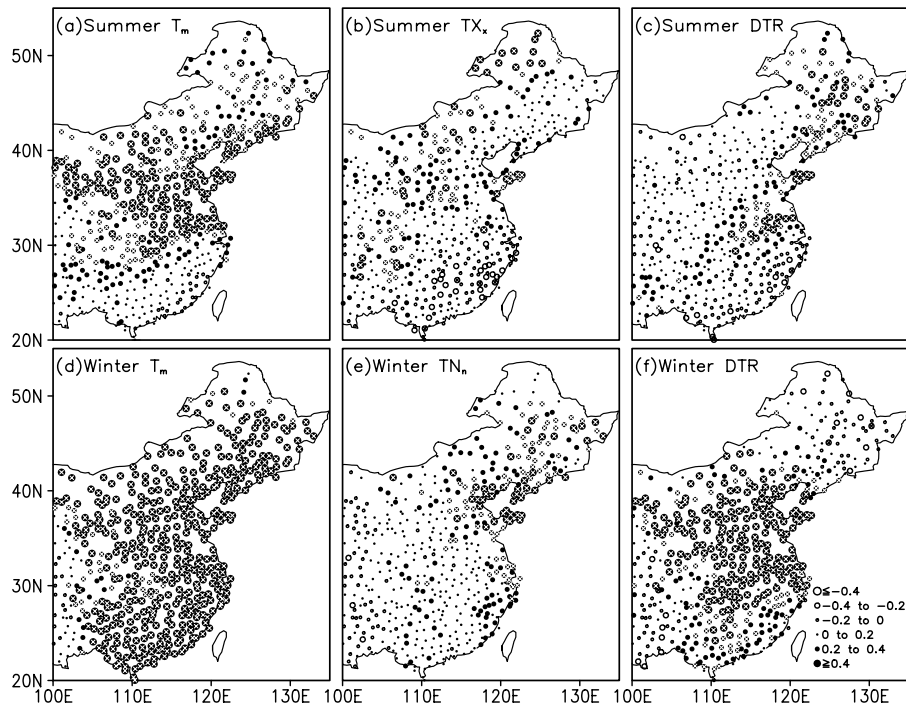 (a)Summer Tm (b)Summer TXx (c)Summer DTR
50N
40N
30N
20N
(d)Winter Tm (e)Winter TNn (f)Winter DTR
50N
40N
30N
20N
○≦−0.4
○−0.4 to −0.2
•−0.2 to 0
• 0 to 0.2
●0.2 to 0.4
●≧0.4
100E 110E 120E 130E 100E 110E 120E 130E 100E 110E 120E 130E